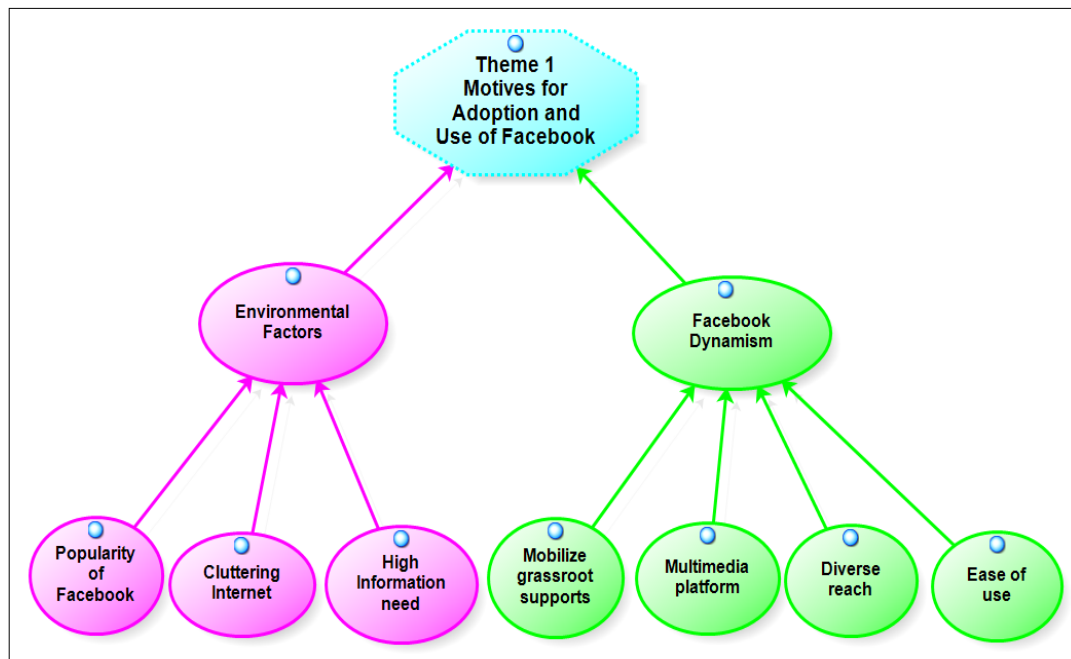 Theme 1
Motives for
Adoption and
Use of Facebook
Environmental
Factors
Facebook
Dynamism
Popularity
of
Facebook
Cluttering
Internet
High
Information
need
Mobilize
grassroot
supports
Multimedia
platform
Diverse
reach
Ease of
use